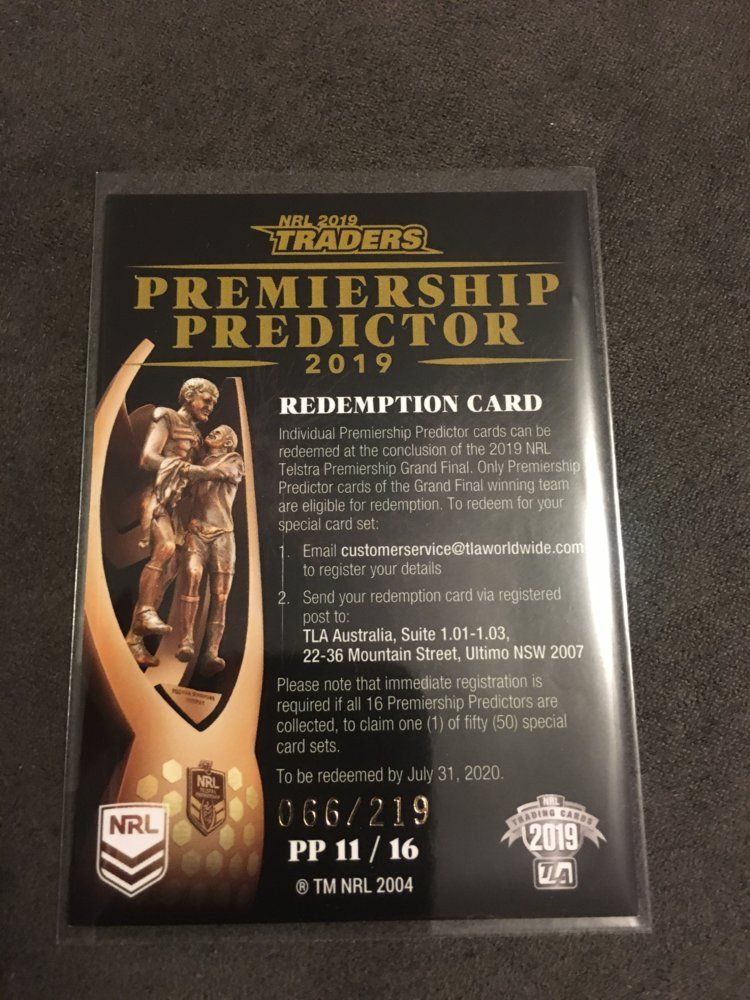 NRL 2019
TRADERS
PREMIERSHIP
PREDICTOR
2019
REDEMPTION CARD
Individual Premiership Predictor cards can be
redeemed at the conclusion of the 2019 NRL
Telstra Premiership Grand Final. Only Premiership
Predictor cards of the Grand Final winning team
are eligible for redemption. To redeem for your
special card set:
1. Email customerservice@tlaworldwide.com
to register your details
2. Send your redemption card via registered
post to:
TLA Australia, Suite 1.01-1.03,
22-36 Mountain Street, Ultimo NSW 2007
Please note that immediate registration is
required if all 16 Premiership Predictors are
collected, to claim one (1) of fifty (50) special
card sets.
To be redeemed by July 31, 2020.
066/219
PP 11 / 16
® TM NRL 2004
NRL
TELSTRA
PREMIERSHIP
NRL
NRL
TRADING CARDS
2019
TLA